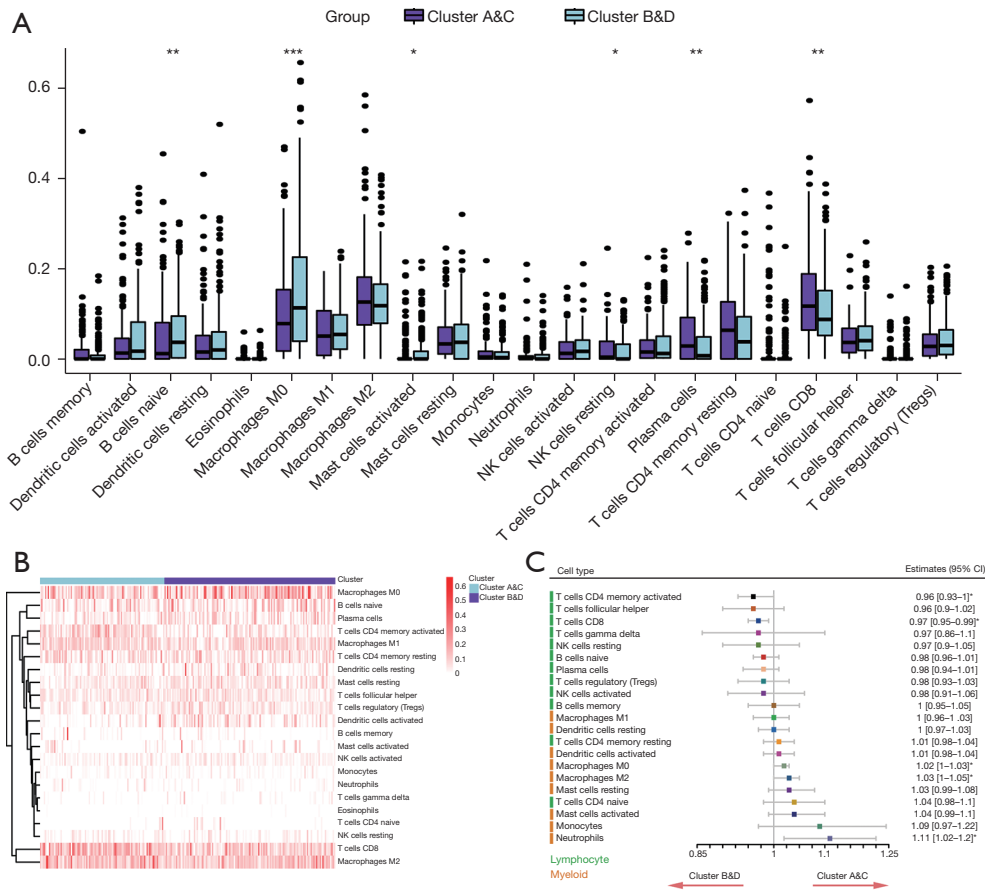 A
Group
Cluster A&C
Cluster B&D
** *** * * ** **
0.6
0.4
0.2
0.0
B cells memory
Dendritic cells activated
B cells naive
Dendritic cells resting
Eosinophils
Macrophages M0
Macrophages M1
Macrophages M2
Mast cells activated
Mast cells resting
Monocytes
Neutrophils
NK cells activated
NK cells resting
T cells CD4 memory activated
Plasma cells
T cells CD4 memory resting
T cells CD4 naive
T cells CD8
T cells follicular helper
T cells gamma delta
T cells regulatory (Tregs)
B
Cluster
Macrophages M0
B cells naive
Plasma cells
T cells CD4 memory activated
Macrophages M1
T cells CD4 memory resting
Dendritic cells resting
Mast cells resting
T cells follicular helper
T cells regulatory (Tregs)
Dendritic cells activated
B cells memory
Mast cells activated
NK cells activated
Monocytes
Neutrophils
T cells gamma delta
Eosinophils
T cells CD4 naive
NK cells resting
T cells CD8
Macrophages M2
0.6
0.5
0.4
0.3
0.2
0.1
0
Cluster
Cluster A&C
Cluster B&D
C
Cell type Estimates (95% CI)
T cells CD4 memory activated 0.96 [0.93–1]*
T cells follicular helper 0.96 [0.9–1.02]
T cells CD8 0.97 [0.95–0.99]*
T cells gamma delta 0.97 [0.86–1.1]
NK cells resting 0.97 [0.9–1.05]
B cells naive 0.98 [0.96–1.01]
Plasma cells 0.98 [0.94–1.01]
T cells regulatory (Tregs) 0.98 [0.93–1.03]
NK cells activated 0.98 [0.91–1.06]
B cells memory 1 [0.95–1.05]
Macrophages M1 1 [0.96–1 .03]
Dendritic cells resting 1 [0.97–1.03]
T cells CD4 memory resting 1.01 [0.98–1.04]
Dendritic cells activated 1.01 [0.98–1.04]
Macrophages M0 1.02 [1–1.03]*
Macrophages M2 1.03 [1–1.05]*
Mast cells resting 1.03 [0.99–1.08]
T cells CD4 naive 1.04 [0.98–1.1]
Mast cells activated 1.04 [0.99–1.1]
Monocytes 1.09 [0.97–1.22]
Neutrophils 1.11 [1.02–1.2]*
0.85 1 1.1 1.25
Lymphocyte
Myeloid
Cluster B&D
Cluster A&C